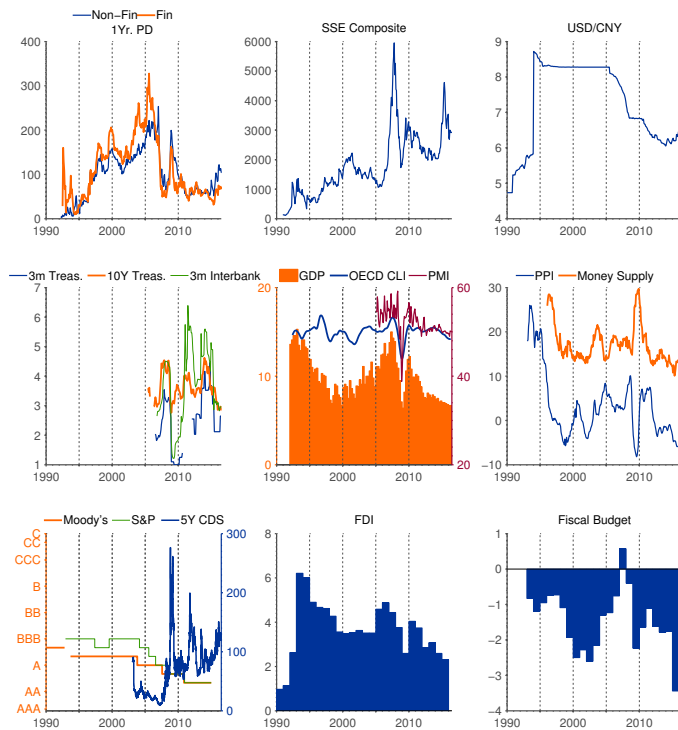 Non-Fin Fin
1Yr. PD
400
300
200
100
0
1990 2000 2010
SSE Composite
6000
5000
4000
3000
2000
1000
0
1990 2000 2010
USD/CNY
9
8
7
6
5
4
1990 2000 2010
3m Treas. 10Y Treas. 3m Interbank
7
6
5
4
3
2
1
1990 2000 2010
GDP OECD CLI PMI
20 60
10 40
0 20
1990 2000 2010
PPI Money Supply
30
20
10
0
−10
1990 2000 2010
Moody's S&P 5Y CDS
C 300
CC
CCC
B 200
BB
BBB 100
A
AA
AAA 0
1990 2000 2010
FDI
8
6
4
2
0
1990 2000 2010
Fiscal Budget
1
0
−1
−2
−3
−4
1990 2000 2010